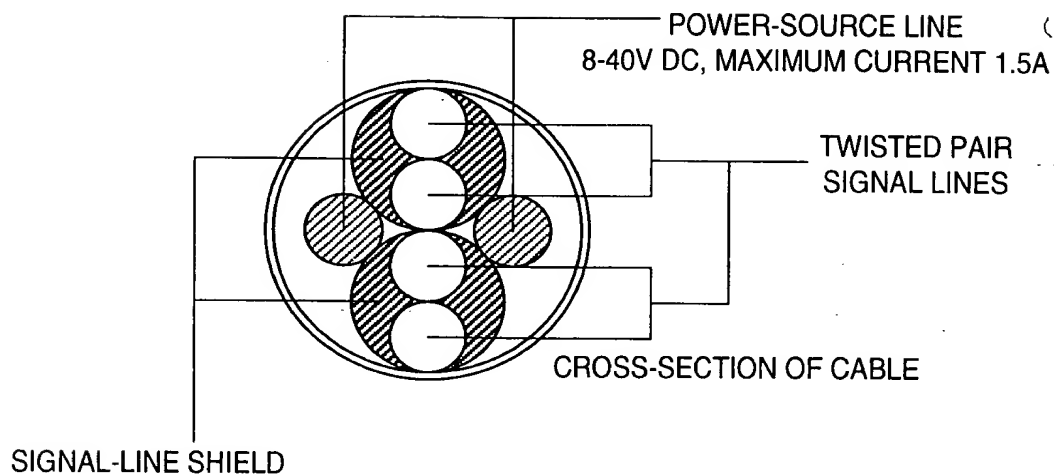 POWER-SOURCE LINE
8-40V DC, MAXIMUM CURRENT 1.5A
TWISTED PAIR
SIGNAL LINES
CROSS-SECTION OF CABLE
SIGNAL-LINE SHIELD